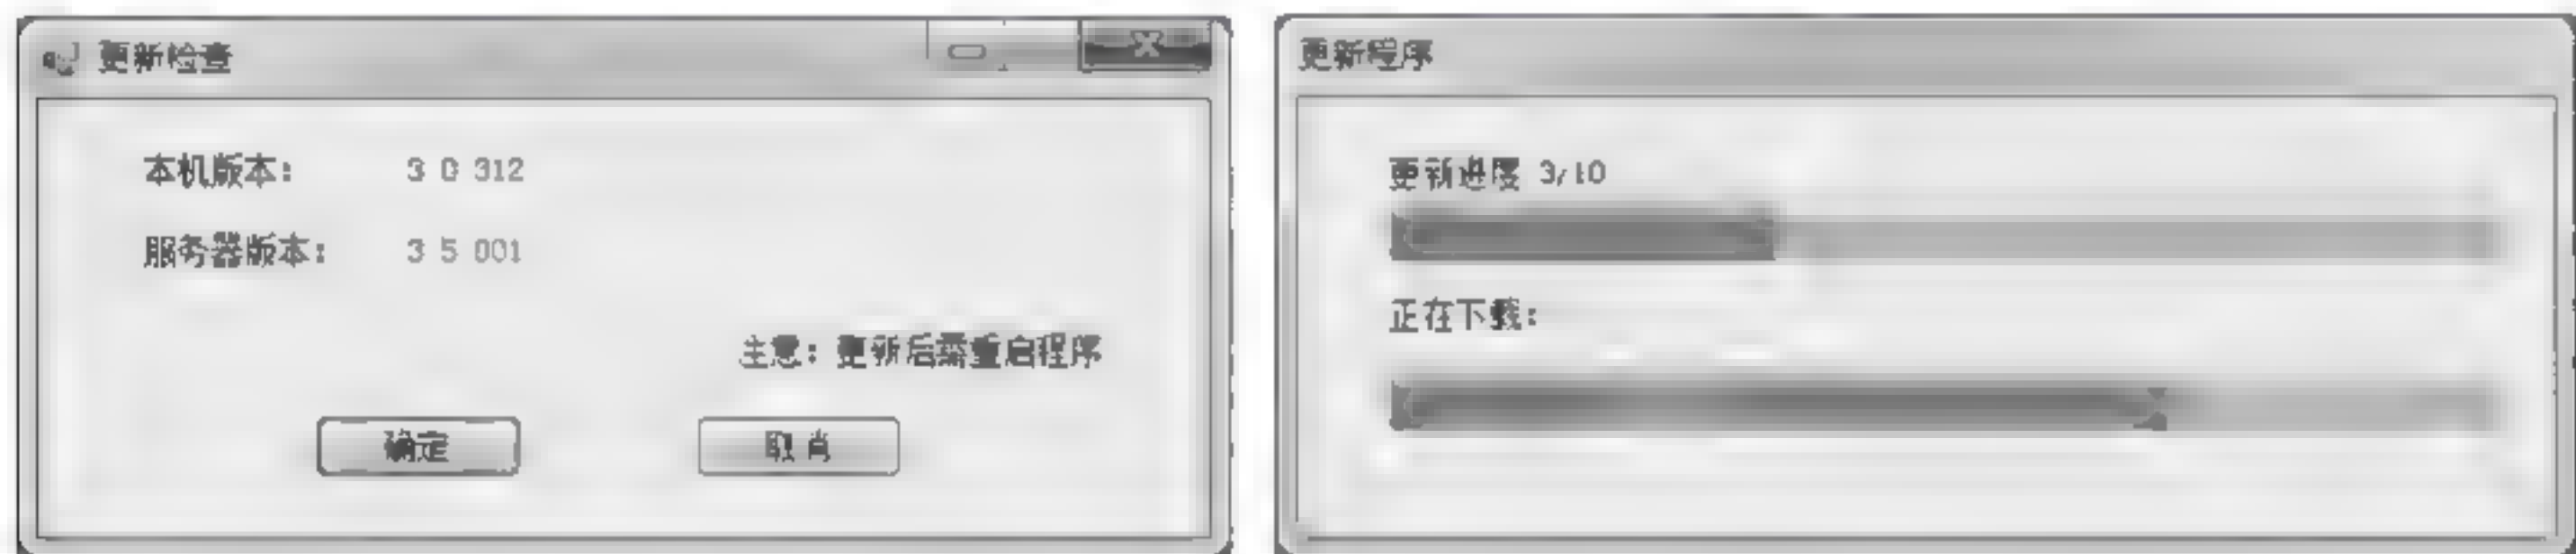 更新检查
本机版本： 3 0 312
服务器版本： 3 5 001
注意：更新后需重启程序
确定
取消
更新程序
更新进度 3/10
正在下载：